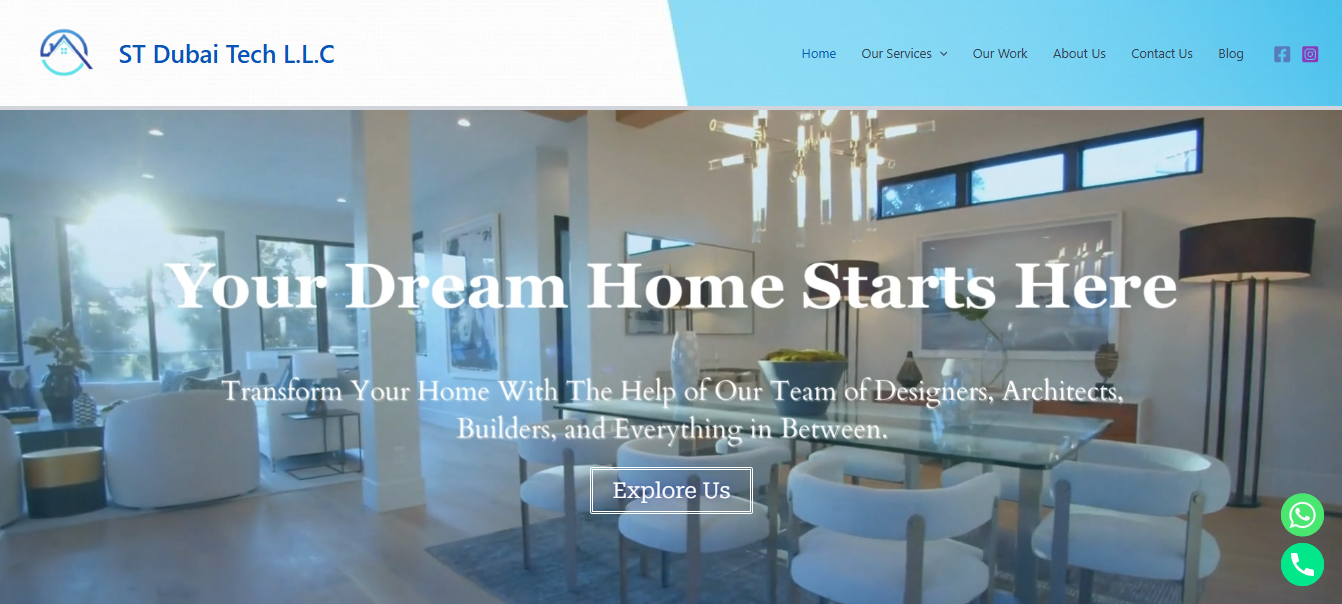 ST Dubai Tech L.L.C
Home
Our Services
Our Work
About Us
Contact Us
Blog
Your Dream Home Starts Here
Transform Your Home With The Help of Our Team of Designers, Architects,
Builders, and Everything in Between.
Explore Us